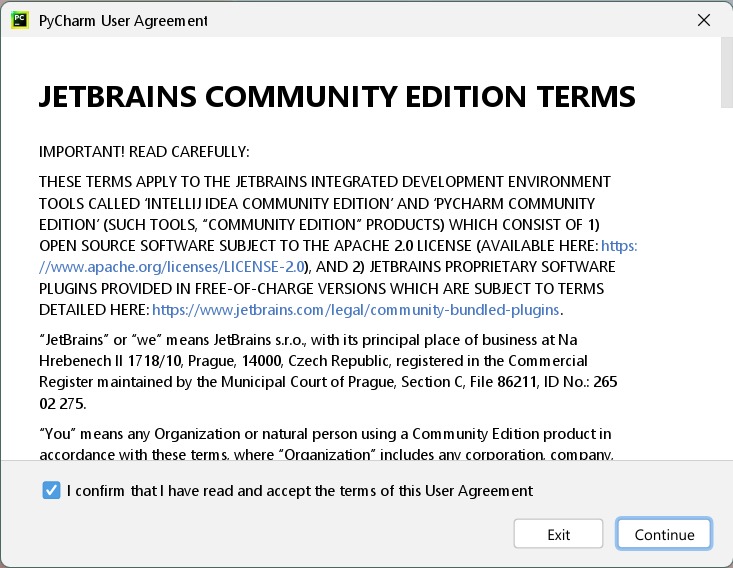 PC
PyCharm User Agreement
JETBRAINS COMMUNITY EDITION TERMS
IMPORTANT! READ CAREFULLY:
THESE TERMS APPLY TO THE JETBRAINS INTEGRATED DEVELOPMENT ENVIRONMENT
TOOLS CALLED ‘INTELLIJ IDEA COMMUNITY EDITION’ AND ‘PYCHARM COMMUNITY
EDITION’ (SUCH TOOLS, “COMMUNITY EDITION” PRODUCTS) WHICH CONSIST OF 1)
OPEN SOURCE SOFTWARE SUBJECT TO THE APACHE 2.0 LICENSE (AVAILABLE HERE: https:
//www.apache.org/licenses/LICENSE-2.0), AND 2) JETBRAINS PROPRIETARY SOFTWARE
PLUGINS PROVIDED IN FREE-OF-CHARGE VERSIONS WHICH ARE SUBJECT TO TERMS
DETAILED HERE: https://www.jetbrains.com/legal/community-bundled-plugins.
“JetBrains” or “we” means JetBrains s.r.o., with its principal place of business at Na
Hrebenech II 1718/10, Prague, 14000, Czech Republic, registered in the Commercial
Register maintained by the Municipal Court of Prague, Section C, File 86211, ID No.: 265
02 275.
“You” means any Organization or natural person using a Community Edition product in
accordance with these terms, where “Organization” includes any corporation, company,
I confirm that I have read and accept the terms of this User Agreement
Exit
Continue